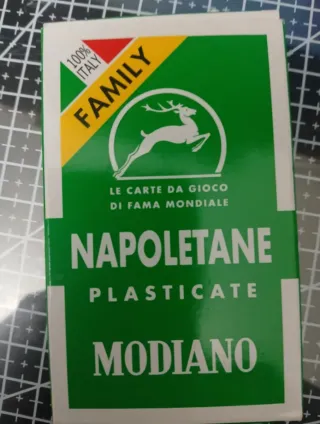 100%
ITALY
FAMILY
LE CARTE DA GIOCO
DI FAMA MONDIALE
NAPOLETANE
PLASTICATE
MODIANO